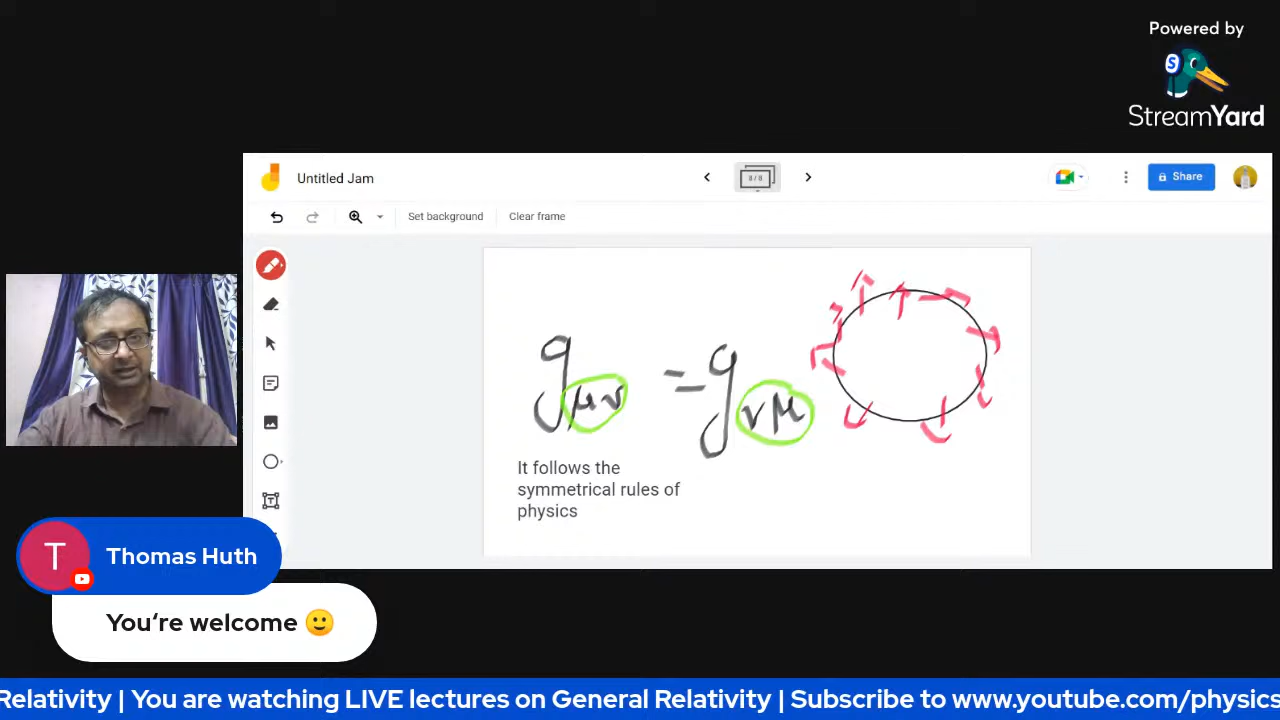 Powered by
S
StreamYard
Untitled Jam
8 / 8
Share
Set background
Clear frame
g μν = g νμ
It follows the
symmetrical rules of
physics
T
Thomas Huth
You’re welcome 🙂
Relativity | You are watching LIVE lectures on General Relativity | Subscribe to www.youtube.com/physics